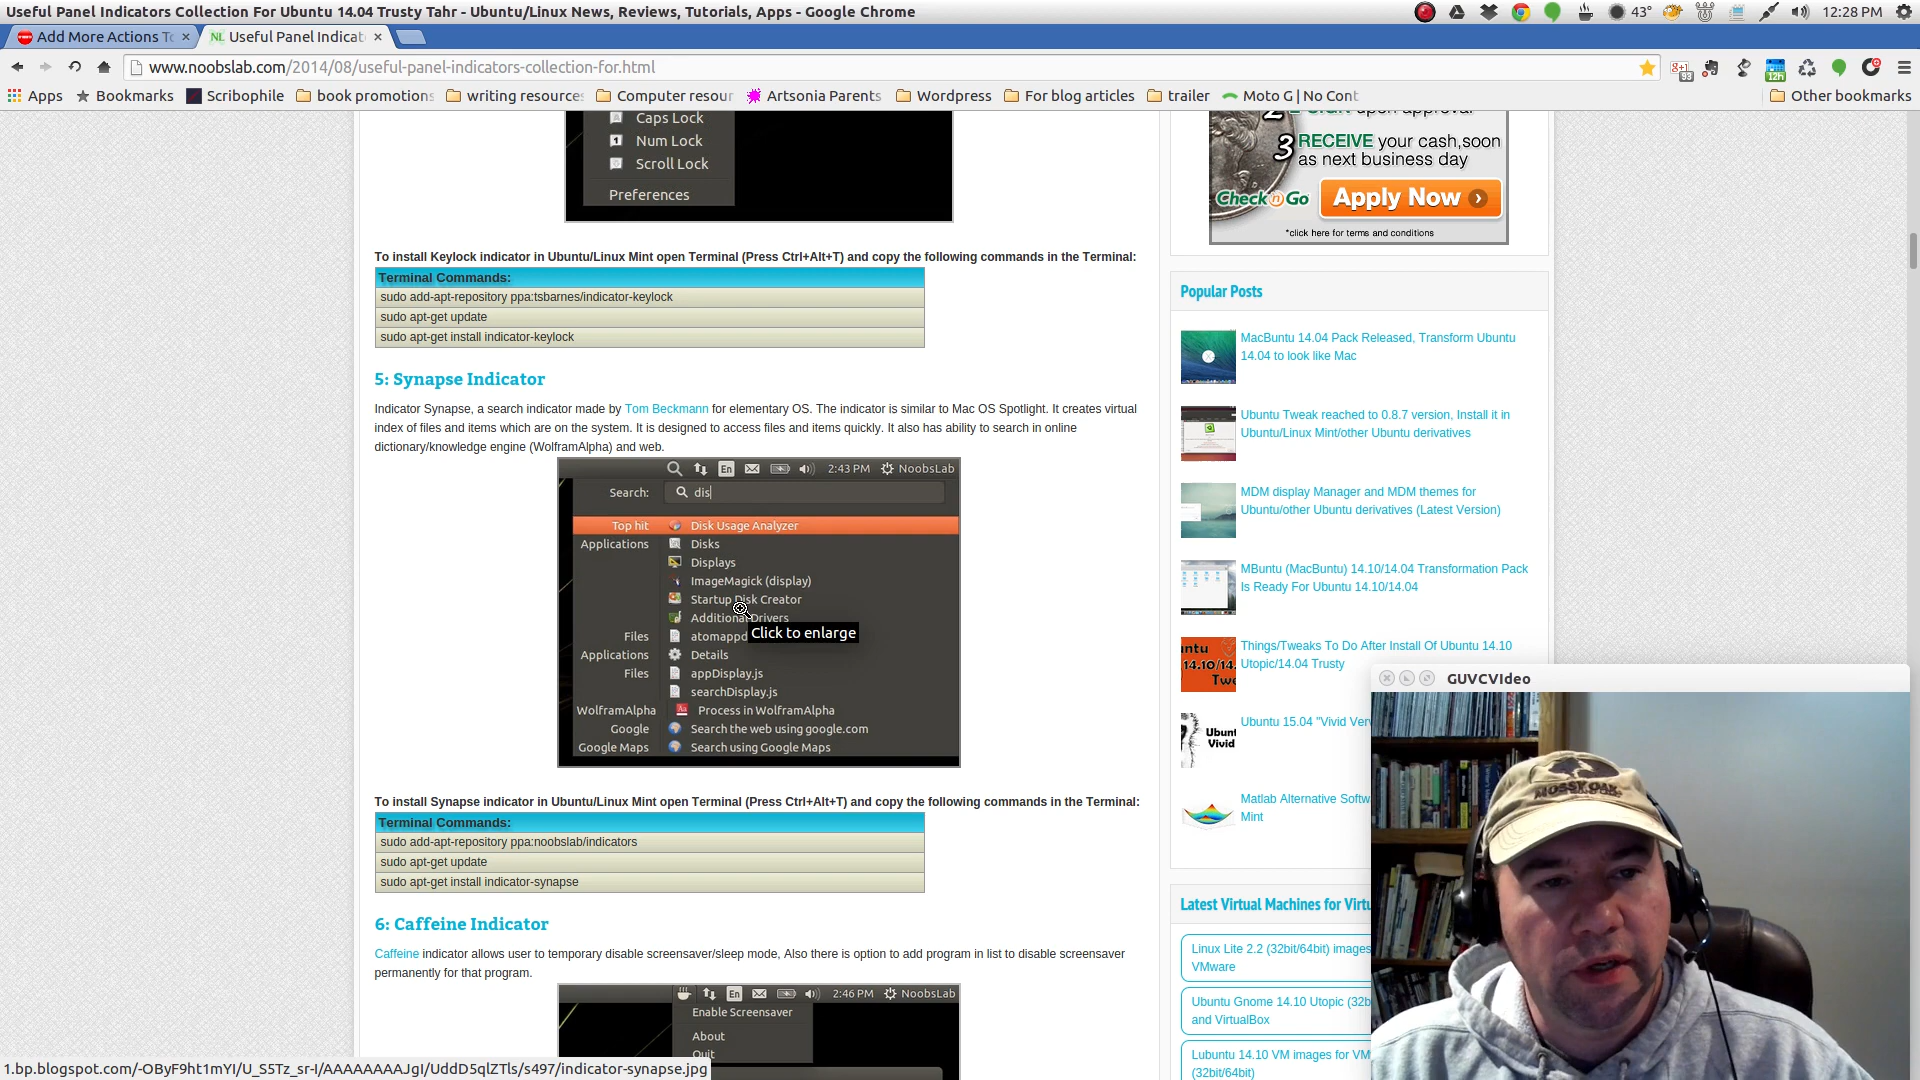 Useful Panel Indicators Collection For Ubuntu 14.04 Trusty Tahr - Ubuntu/Linux News, Reviews, Tutorials, Apps - Google Chrome
43° 12:28 PM
Add More Actions To
NL Useful Panel Indicat
www.noobslab.com/2014/08/useful-panel-indicators-collection-for.html
93
12h
Apps Bookmarks Scribophile book promotions writing resources Computer resour Artsonia Parents Wordpress For blog articles trailer Moto G | No Cont Other bookmarks
Caps Lock
Num Lock
Scroll Lock
Preferences
To install Keylock indicator in Ubuntu/Linux Mint open Terminal (Press Ctrl+Alt+T) and copy the following commands in the Terminal:
Terminal Commands:
sudo add-apt-repository ppa:tsbarnes/indicator-keylock
sudo apt-get update
sudo apt-get install indicator-keylock
5: Synapse Indicator
Indicator Synapse, a search indicator made by Tom Beckmann for elementary OS. The indicator is similar to Mac OS Spotlight. It creates virtual
index of files and items which are on the system. It is designed to access files and items quickly. It also has ability to search in online
dictionary/knowledge engine (WolframAlpha) and web.
En 2:43 PM NoobsLab
Search: dis
Top hit Disk Usage Analyzer
Applications Disks
Displays
ImageMagick (display)
Startup Disk Creator
Additional Drivers
Files atomappd
Click to enlarge
Applications Details
Files appDisplay.js
searchDisplay.js
WolframAlpha Process in WolframAlpha
Google Search the web using google.com
Google Maps Search using Google Maps
To install Synapse indicator in Ubuntu/Linux Mint open Terminal (Press Ctrl+Alt+T) and copy the following commands in the Terminal:
Terminal Commands:
sudo add-apt-repository ppa:noobslab/indicators
sudo apt-get update
sudo apt-get install indicator-synapse
6: Caffeine Indicator
Caffeine indicator allows user to temporary disable screensaver/sleep mode, Also there is option to add program in list to disable screensaver
permanently for that program.
En 2:46 PM NoobsLab
Enable Screensaver
About
Quit
1.bp.blogspot.com/-OByF9ht1mYI/U_S5Tz_sr-I/AAAAAAAAJgI/UddD5qlZTls/s497/indicator-synapse.jpg
3 RECEIVE your cash,soon
as next business day
Check n Go Apply Now
*click here for terms and conditions
Popular Posts
MacBuntu 14.04 Pack Released, Transform Ubuntu
14.04 to look like Mac
Ubuntu Tweak reached to 0.8.7 version, Install it in
Ubuntu/Linux Mint/other Ubuntu derivatives
MDM display Manager and MDM themes for
Ubuntu/other Ubuntu derivatives (Latest Version)
MBuntu (MacBuntu) 14.10/14.04 Transformation Pack
Is Ready For Ubuntu 14.10/14.04
Things/Tweaks To Do After Install Of Ubuntu 14.10
Utopic/14.04 Trusty
Ubuntu 15.04 "Vivid Ver
Matlab Alternative Softw
Mint
Latest Virtual Machines for Virtu
Linux Lite 2.2 (32bit/64bit) images
VMware
Ubuntu Gnome 14.10 Utopic (32b
and VirtualBox
Lubuntu 14.10 VM images for VM
(32bit/64bit)
GUVCVIdeo
MOSSY OAK